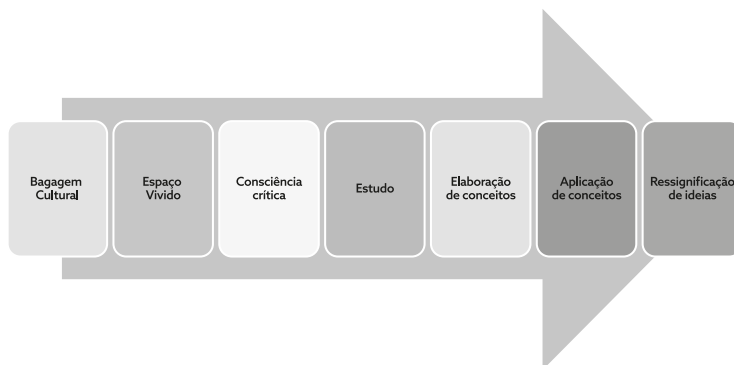 Bagagem
Cultural
Espaço
Vivido
Consciência
crítica
Estudo
Elaboração
de conceitos
Aplicação
de conceitos
Ressignificação
de ideias